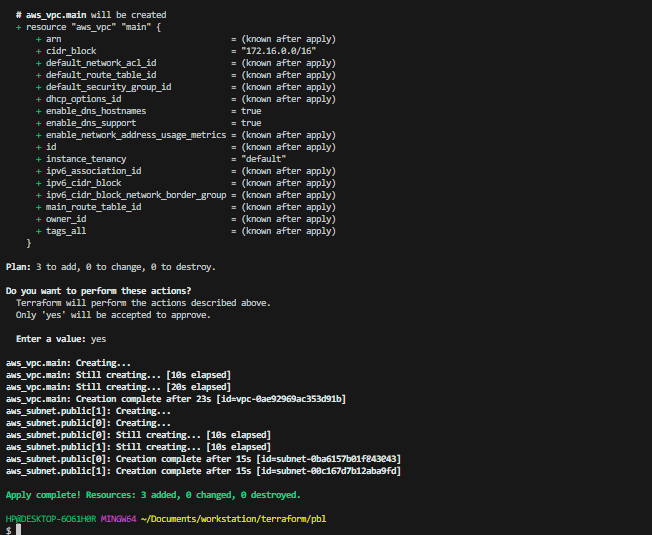 # aws_vpc.main will be created
+ resource "aws_vpc" "main" {
+ arn = (known after apply)
+ cidr_block = "172.16.0.0/16"
+ default_network_acl_id = (known after apply)
+ default_route_table_id = (known after apply)
+ default_security_group_id = (known after apply)
+ dhcp_options_id = (known after apply)
+ enable_dns_hostnames = true
+ enable_dns_support = true
+ enable_network_address_usage_metrics = (known after apply)
+ id = (known after apply)
+ instance_tenancy = "default"
+ ipv6_association_id = (known after apply)
+ ipv6_cidr_block = (known after apply)
+ ipv6_cidr_block_network_border_group = (known after apply)
+ main_route_table_id = (known after apply)
+ owner_id = (known after apply)
+ tags_all = (known after apply)
}
Plan: 3 to add, 0 to change, 0 to destroy.
Do you want to perform these actions?
Terraform will perform the actions described above.
Only 'yes' will be accepted to approve.
Enter a value: yes
aws_vpc.main: Creating...
aws_vpc.main: Still creating... [10s elapsed]
aws_vpc.main: Still creating... [20s elapsed]
aws_vpc.main: Creation complete after 23s [id=vpc-0ae92969ac353d91b]
aws_subnet.public[1]: Creating...
aws_subnet.public[0]: Creating...
aws_subnet.public[0]: Still creating... [10s elapsed]
aws_subnet.public[1]: Still creating... [10s elapsed]
aws_subnet.public[0]: Creation complete after 15s [id=subnet-0ba6157b01f843043]
aws_subnet.public[1]: Creation complete after 15s [id=subnet-00c167d7b12aba9fd]
Apply complete! Resources: 3 added, 0 changed, 0 destroyed.
HP@DESKTOP-6O61H0R MINGW64 ~/Documents/workstation/terraform/pbl
$